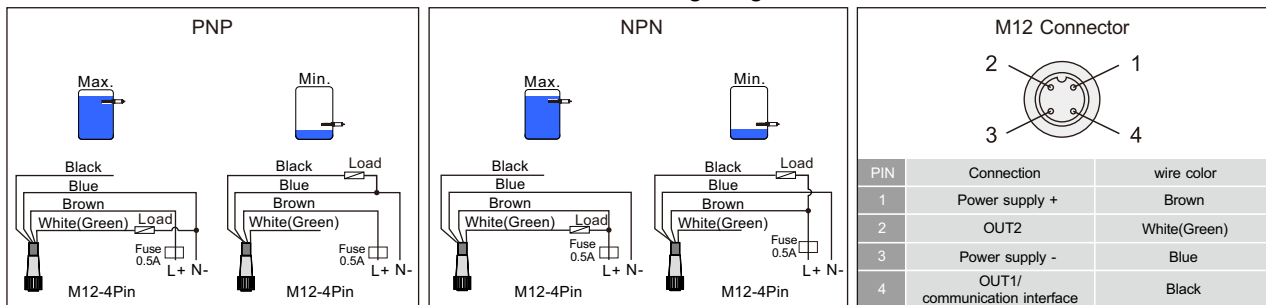 PNP
Max.
Min.
Black
Blue
Brown
White(Green)
Load
Fuse
0.5A
L+ N-
M12-4Pin
Black
Load
Blue
Brown
White(Green)
Fuse
0.5A
L+ N-
M12-4Pin
NPN
Max.
Min.
Black
Blue
Brown
White(Green)
Load
Fuse
0.5A
L+ N-
M12-4Pin
Black
Load
Blue
Brown
White(Green)
Fuse
0.5A
L+ N-
M12-4Pin
M12 Connector
2 1
3 4
PIN Connection wire color
1 Power supply + Brown
2 OUT2 White(Green)
3 Power supply - Blue
4 OUT1/ communication interface Black